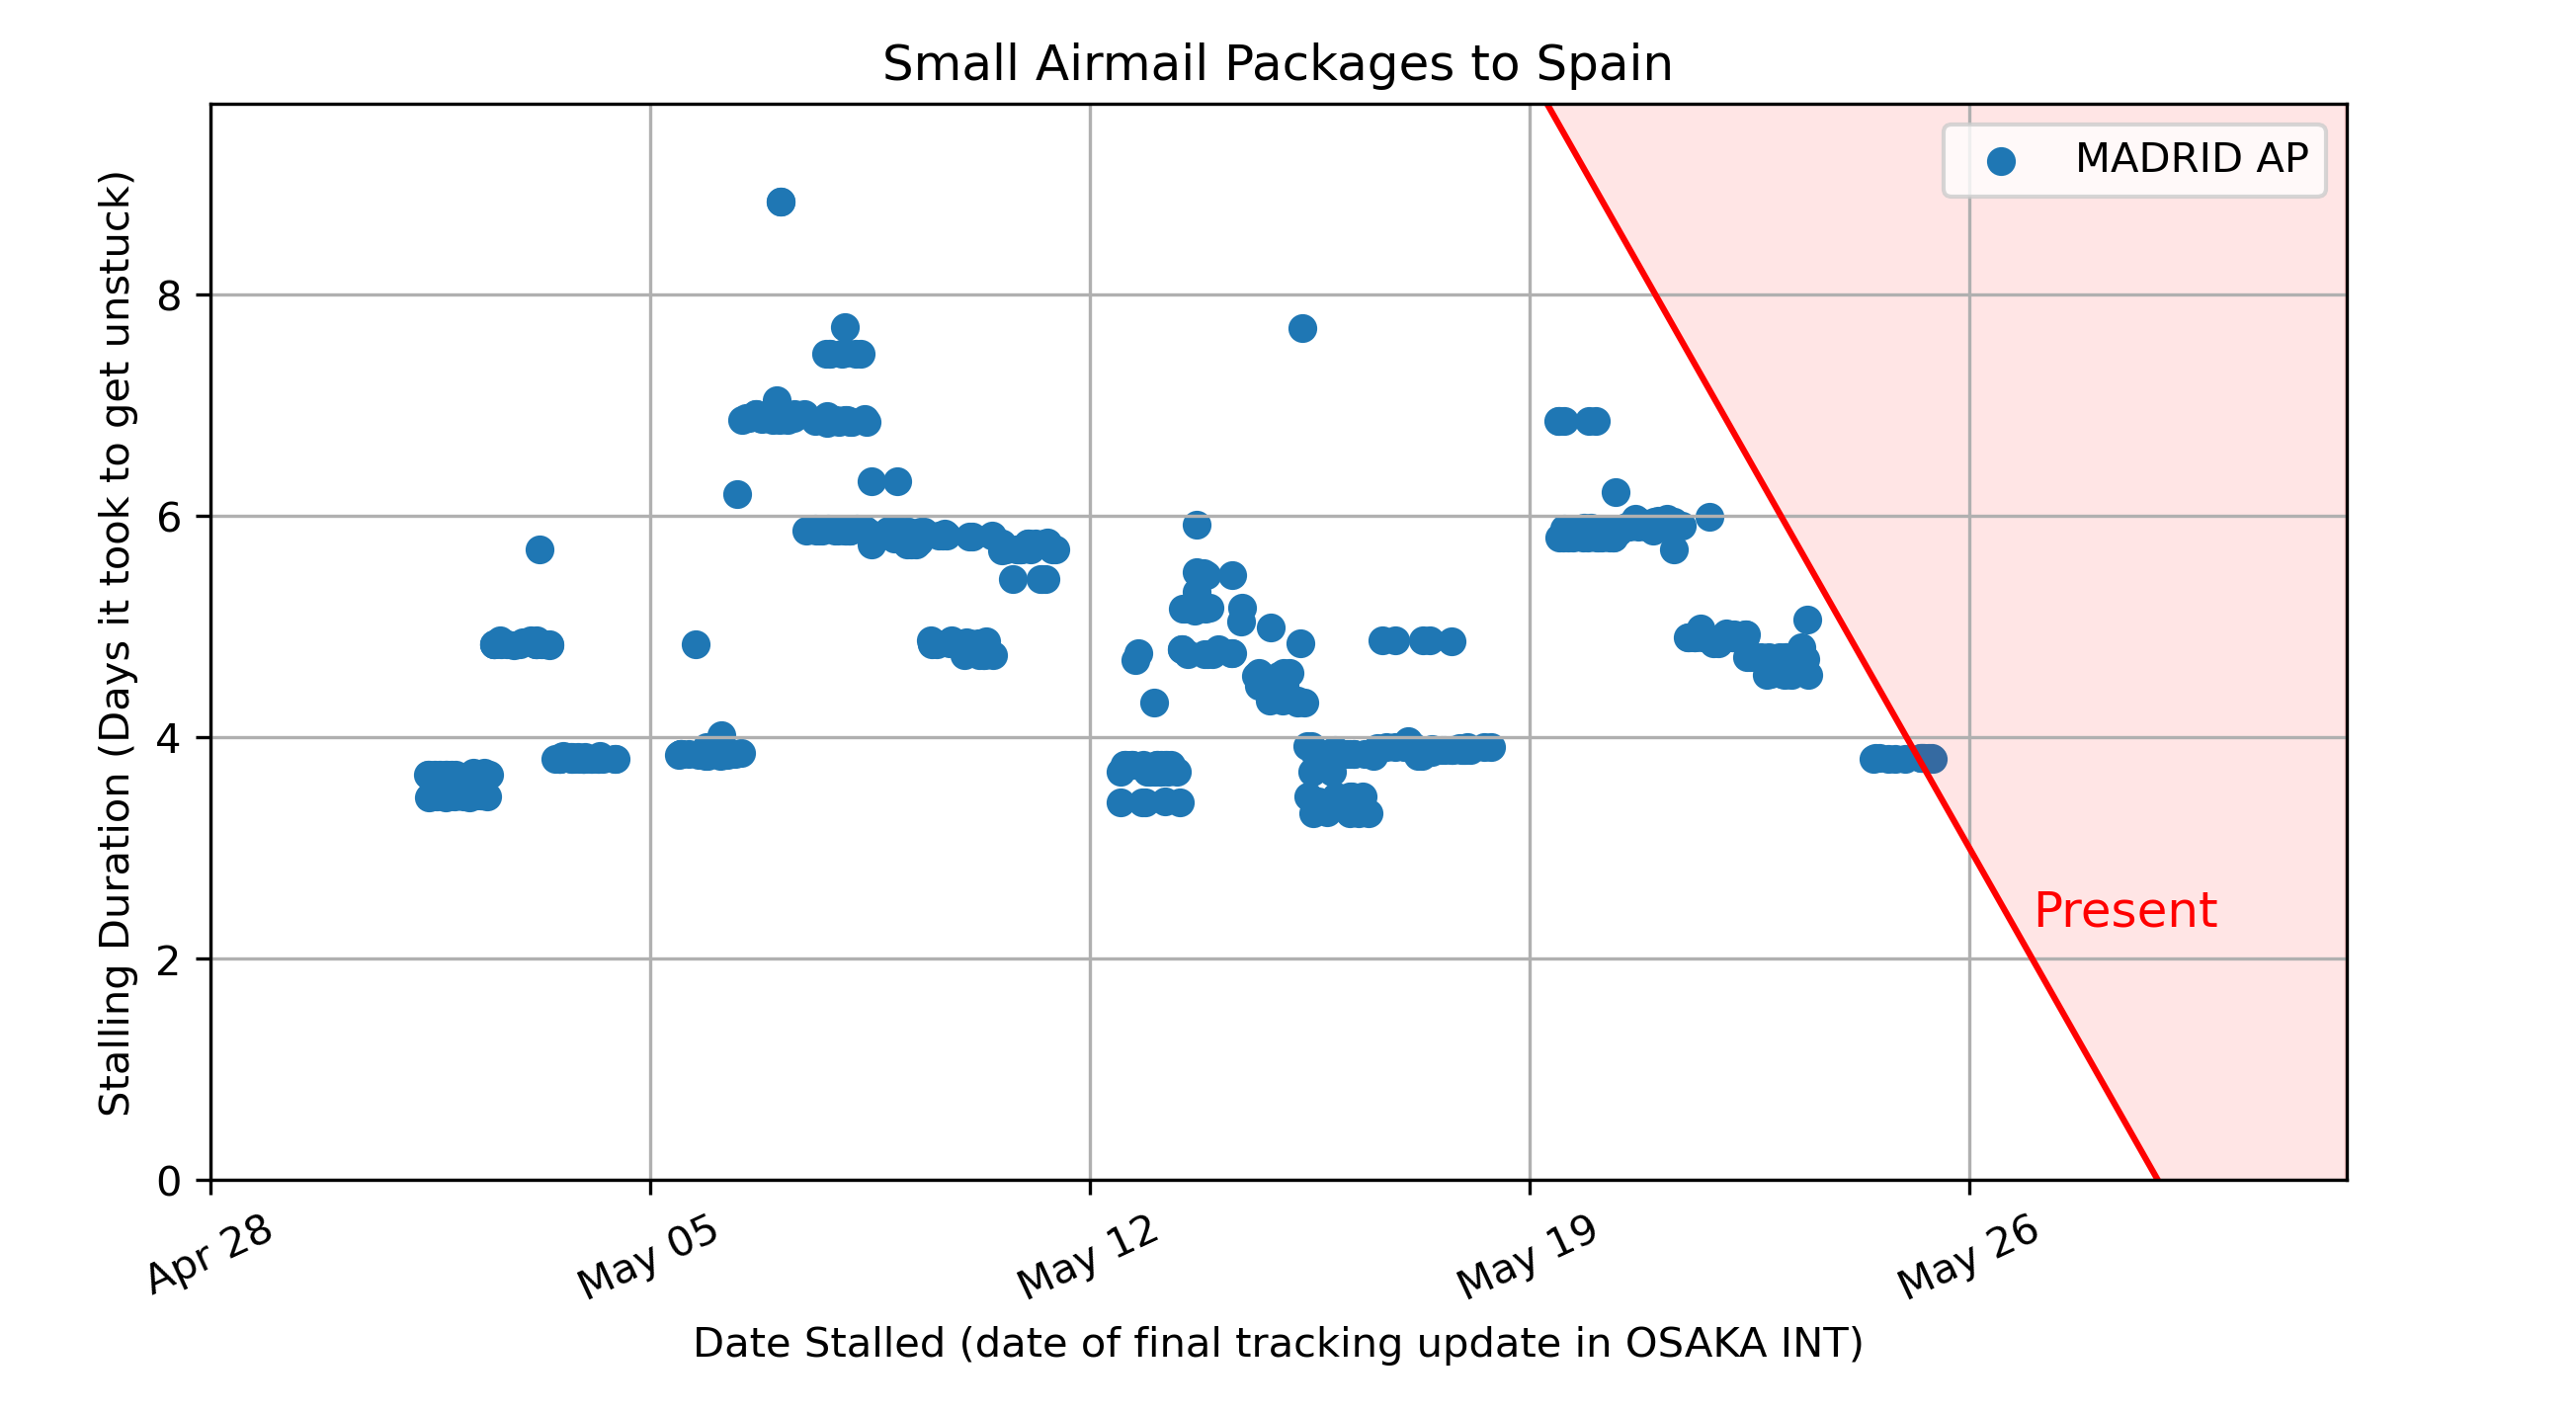 Small Airmail Packages to Spain
Stalling Duration (Days it took to get unstuck)
MADRID AP
8
6
4
2
0
Present
Apr 28
May 05
May 12
May 19
May 26
Date Stalled (date of final tracking update in OSAKA INT)